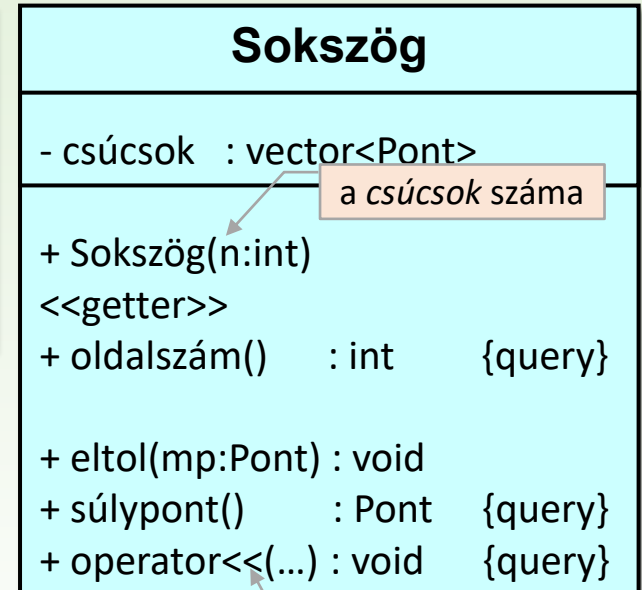 Sokszög
- csúcsok : vector<Pont>
a csúcsok száma
+ Sokszög(n:int)
<<getter>>
+ oldalszám() : int {query}
+ eltol(mp:Pont) : void
+ súlypont() : Pont {query}
+ operator<<(…) : void {query}